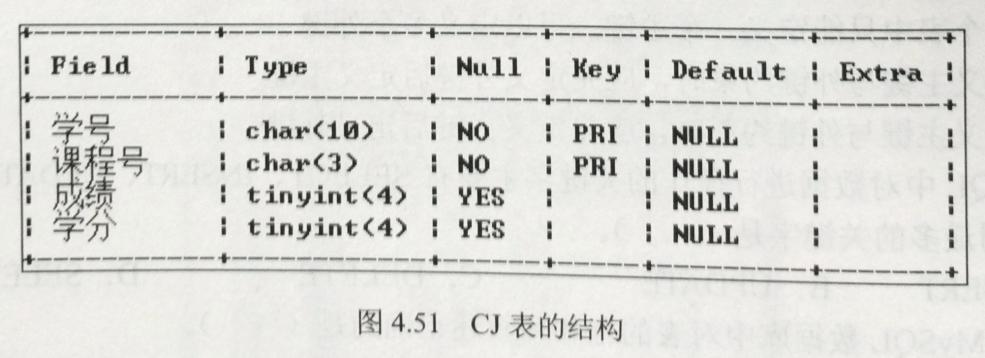 Field | Type | Null | Key | Default | Extra
学号 | char(10) | NO | PRI | NULL |
课程号 | char(3) | NO | PRI | NULL |
成绩 | tinyint(4) | YES | | NULL |
学分 | tinyint(4) | YES | | NULL |
图 4.51 CJ 表的结构